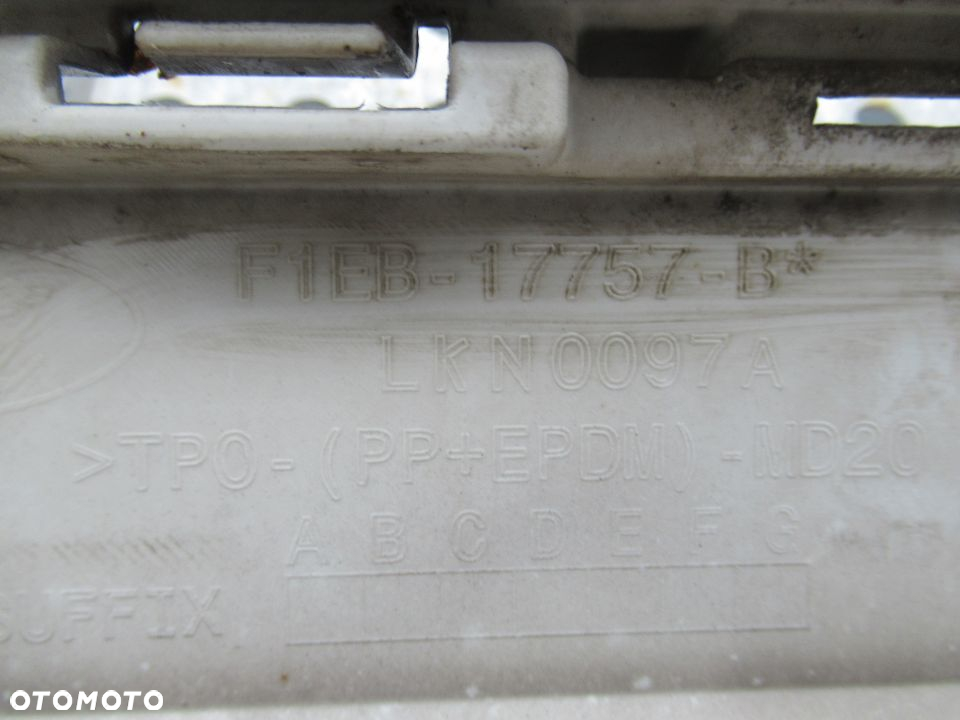 F1EB-17757-B*
LKN0097A
>TPO-(PP+EPDM)-MD20
A B C D E F G
SUFFIX
OTOMOTO